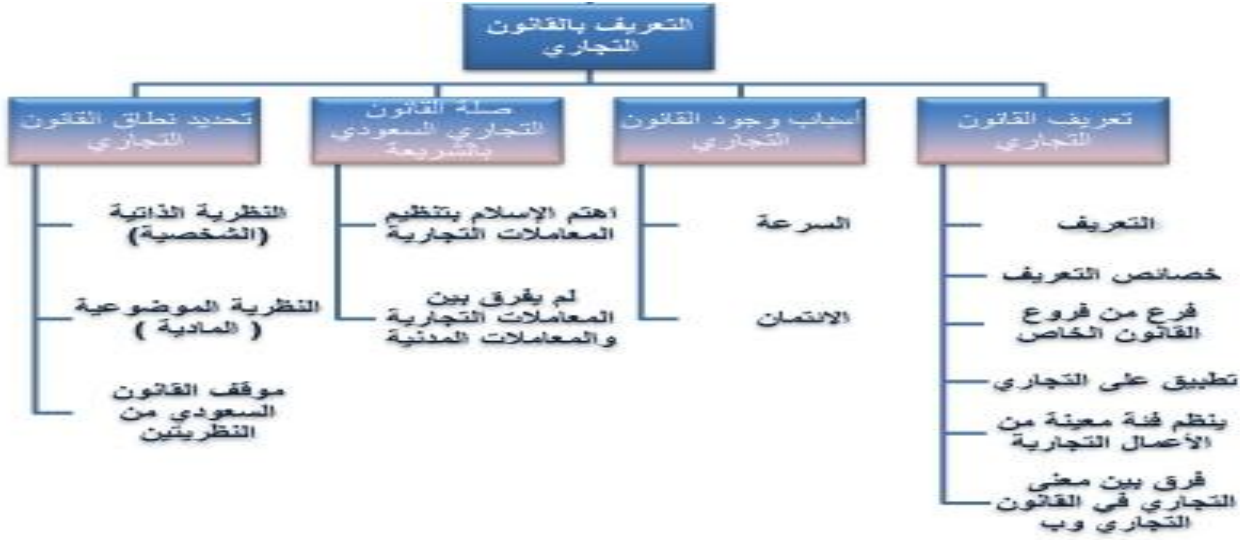 التعريف بالقانون
التجاري
تعريف القانون
التجاري
التعريف
خصائص التعريف
فرع من فروع
القانون الخاص
تطبيق على التجاري
ينظم فئة معينة من
الأعمال التجارية
فرق بين معنى
التجاري في القانون
التجاري وب
أسباب وجود القانون
التجاري
السرعة
الائتمان
صلة القانون
التجاري السعودي
بالشريعة
اهتم الإسلام بتنظيم
المعاملات التجارية
لم يفرق بين
المعاملات التجارية
والمعاملات المدنية
تحديد نطاق القانون
التجاري
النظرية الذاتية
(الشخصية)
النظرية الموضوعية
( المادية )
موقف القانون
السعودي من
النظريتين